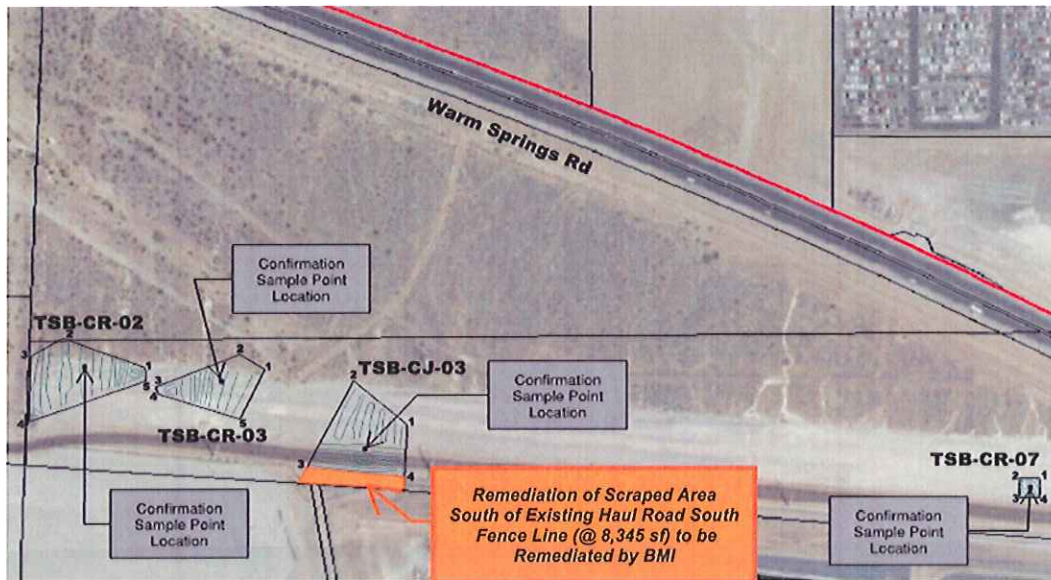 Warm Springs Rd
Confirmation
Sample Point
Location
TSB-CR-02
2
3
1
5
4
2
1
3
4
5
TSB-CR-03
TSB-CJ-03
2
1
3
4
Confirmation
Sample Point
Location
Confirmation
Sample Point
Location
Remediation of Scraped Area
South of Existing Haul Road South
Fence Line (@ 8,345 sf) to be
Remediated by BMI
TSB-CR-07
2 1
3 4
Confirmation
Sample Point
Location